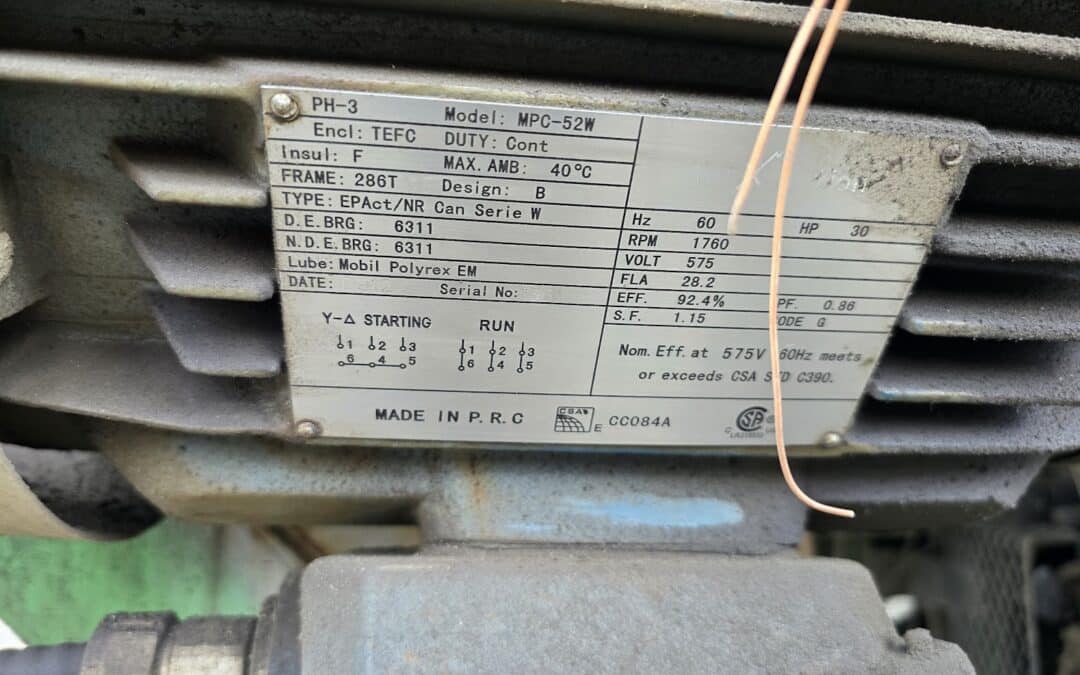 PH-3 Model: MPC-52W
Encl: TEFC DUTY: Cont
Insul: F MAX. AMB: 40°C
FRAME: 286T Design: B
TYPE: EPAct/NR Can Serie W
D.E.BRG: 6311
N.D.E.BRG: 6311
Lube: Mobil Polyrex EM
DATE: Serial No:
Hz 60 HP 30
RPM 1760
VOLT 575
FLA 28.2
EFF. 92.4% PF. 0.86
S.F. 1.15 ODE G
Y-Δ STARTING RUN
1 2 3 1 2 3
6 4 5 6 4 5
Nom. Eff. at 575V 60Hz meets
or exceeds CSA STD C390.
MADE IN P.R.C CSA E CC084A SA